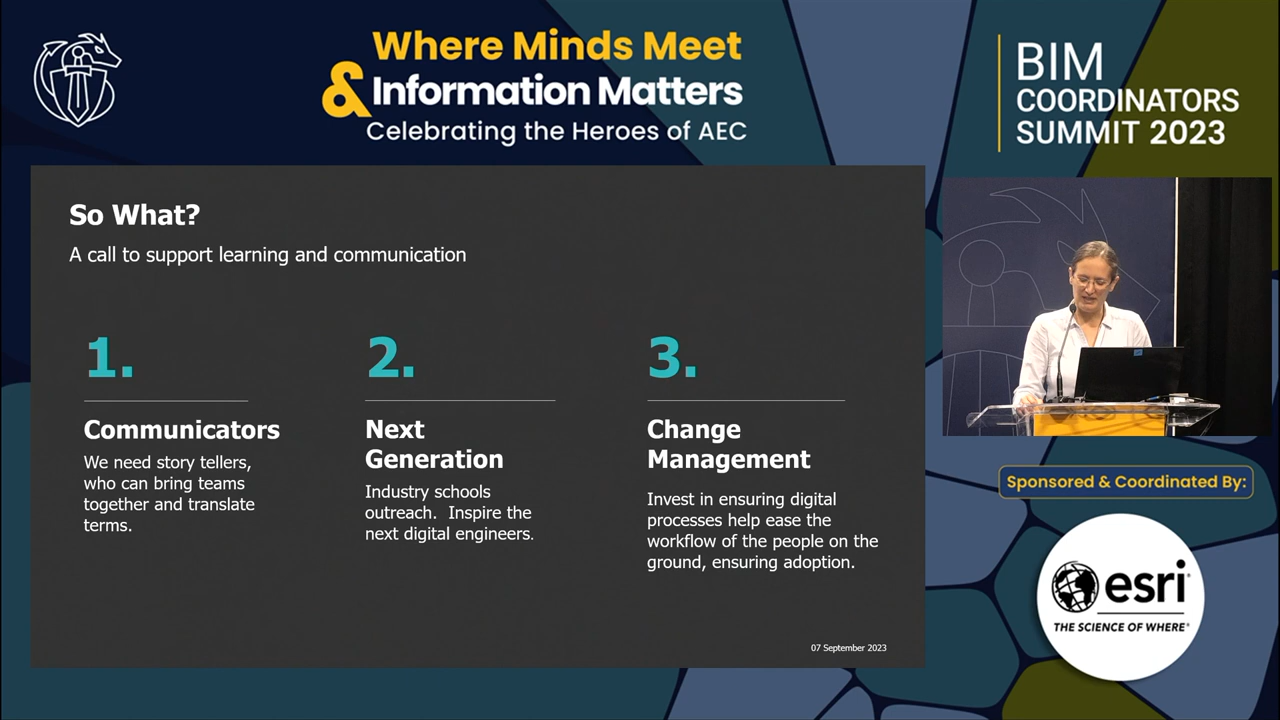 Where Minds Meet
& Information Matters
Celebrating the Heroes of AEC
BIM
COORDINATORS
SUMMIT 2023
So What?
A call to support learning and communication
1.
Communicators
We need story tellers,
who can bring teams
together and translate
terms.
2.
Next
Generation
Industry schools
outreach.  Inspire the
next digital engineers.
3.
Change
Management
Invest in ensuring digital
processes help ease the
workflow of the people on the
ground, ensuring adoption.
07 September 2023
Sponsored & Coordinated By:
esri
THE SCIENCE OF WHERE®